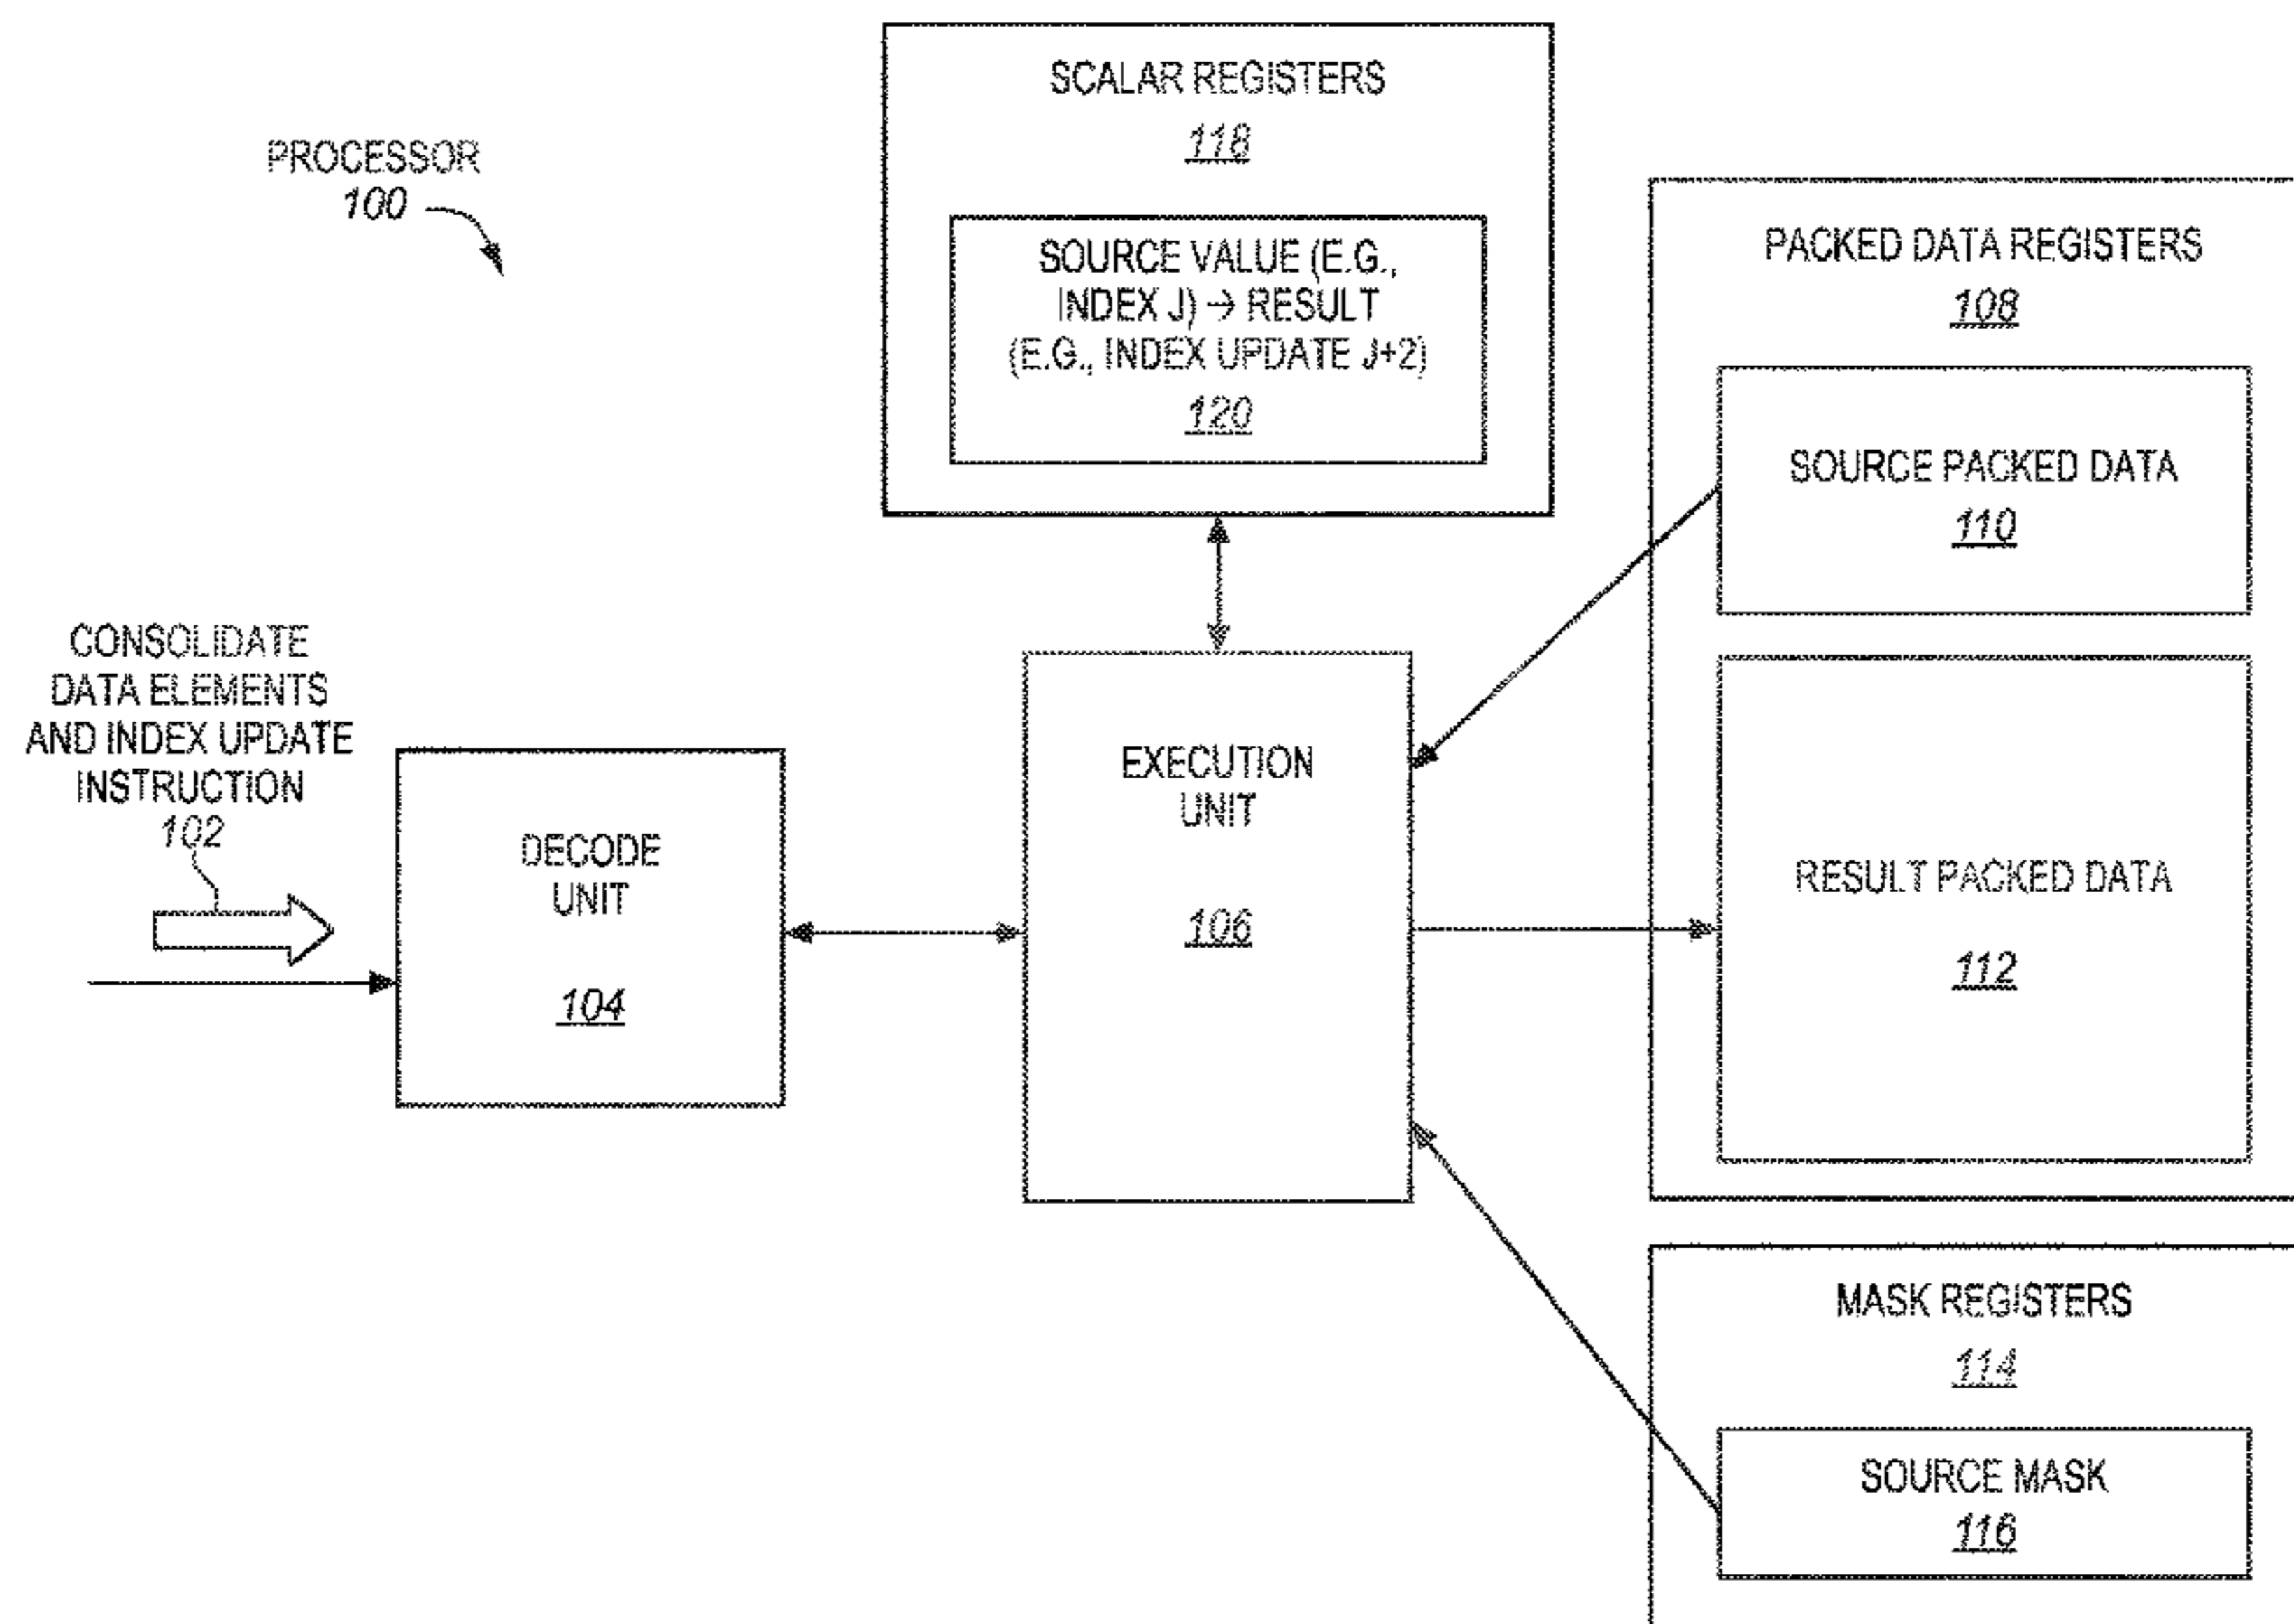 PROCESSOR
100
SCALAR REGISTERS
118
SOURCE VALUE (E.G.,
INDEX J) → RESULT
(E.G., INDEX UPDATE J+2)
120
PACKED DATA REGISTERS
108
SOURCE PACKED DATA
110
CONSOLIDATE
DATA ELEMENTS
AND INDEX UPDATE
INSTRUCTION
102
DECODE
UNIT
104
EXECUTION
UNIT
106
RESULT PACKED DATA
112
MASK REGISTERS
114
SOURCE MASK
116